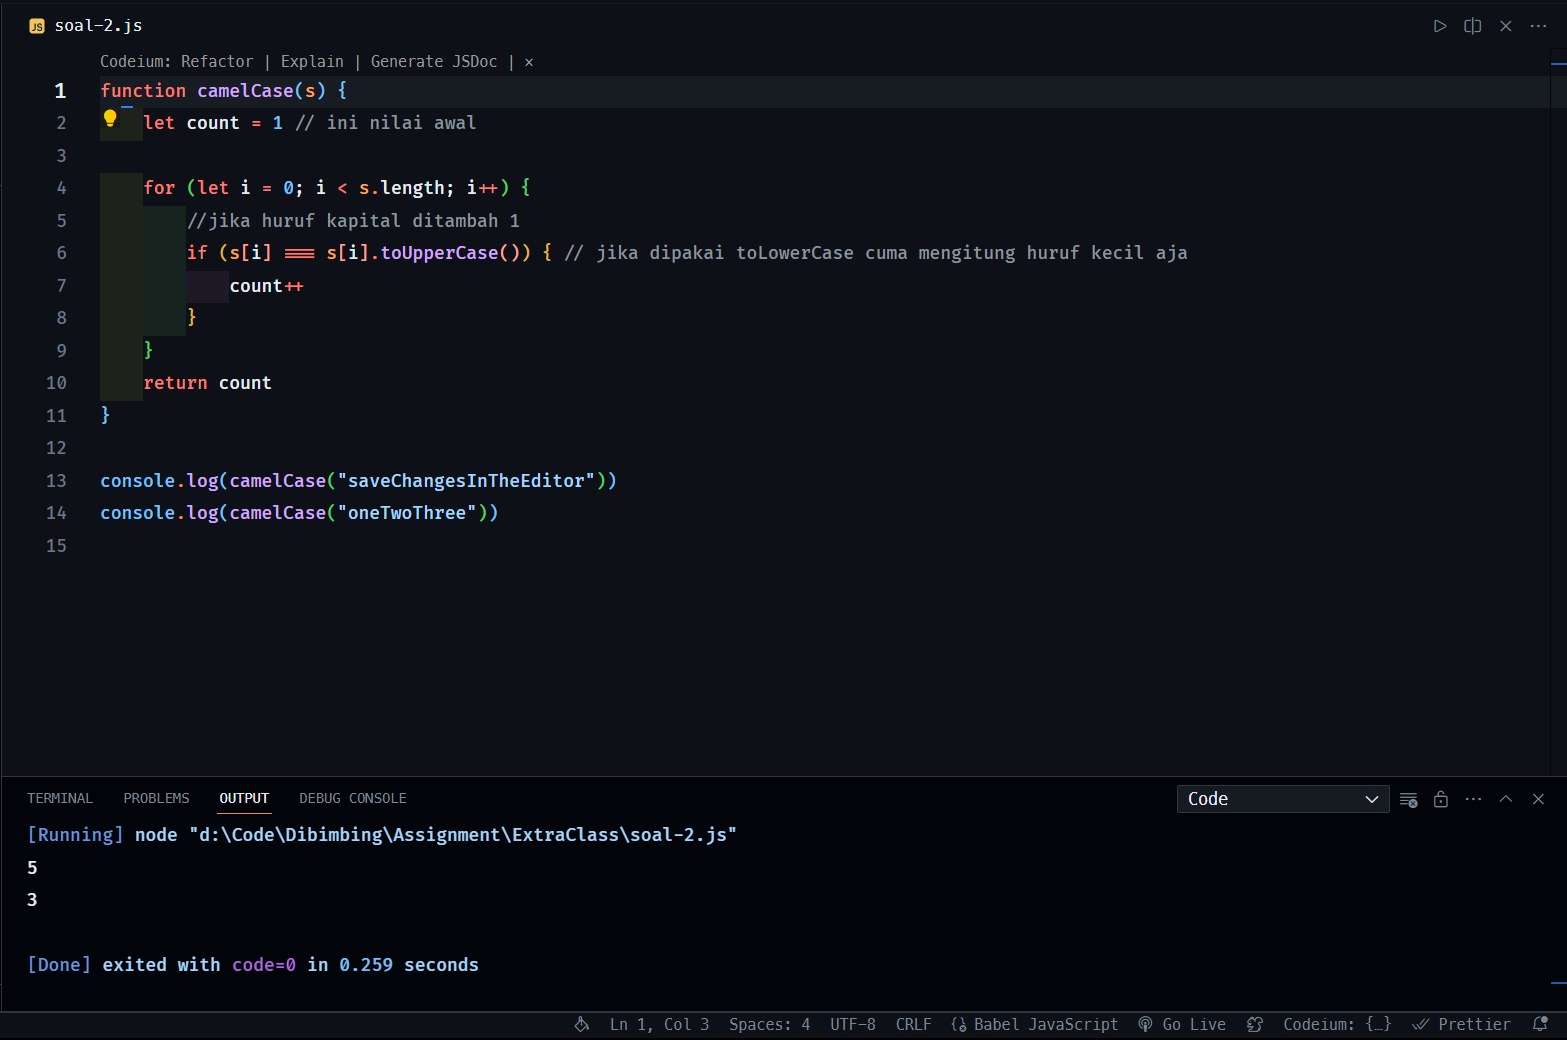 JS soal-2.js
Codeium: Refactor | Explain | Generate JSDoc | ×
1 function camelCase(s) {
2 let count = 1 // ini nilai awal
3
4 for (let i = 0; i < s.length; i++) {
5 //jika huruf kapital ditambah 1
6 if (s[i] === s[i].toUpperCase()) { // jika dipakai toLowerCase cuma mengitung huruf kecil aja
7 count++
8 }
9 }
10 return count
11 }
12
13 console.log(camelCase("saveChangesInTheEditor"))
14 console.log(camelCase("oneTwoThree"))
15
TERMINAL PROBLEMS OUTPUT DEBUG CONSOLE Code
[Running] node "d:\Code\Dibimbing\Assignment\ExtraClass\soal-2.js"
5
3
[Done] exited with code=0 in 0.259 seconds
Ln 1, Col 3 Spaces: 4 UTF-8 CRLF Babel JavaScript Go Live Codeium: {…} Prettier